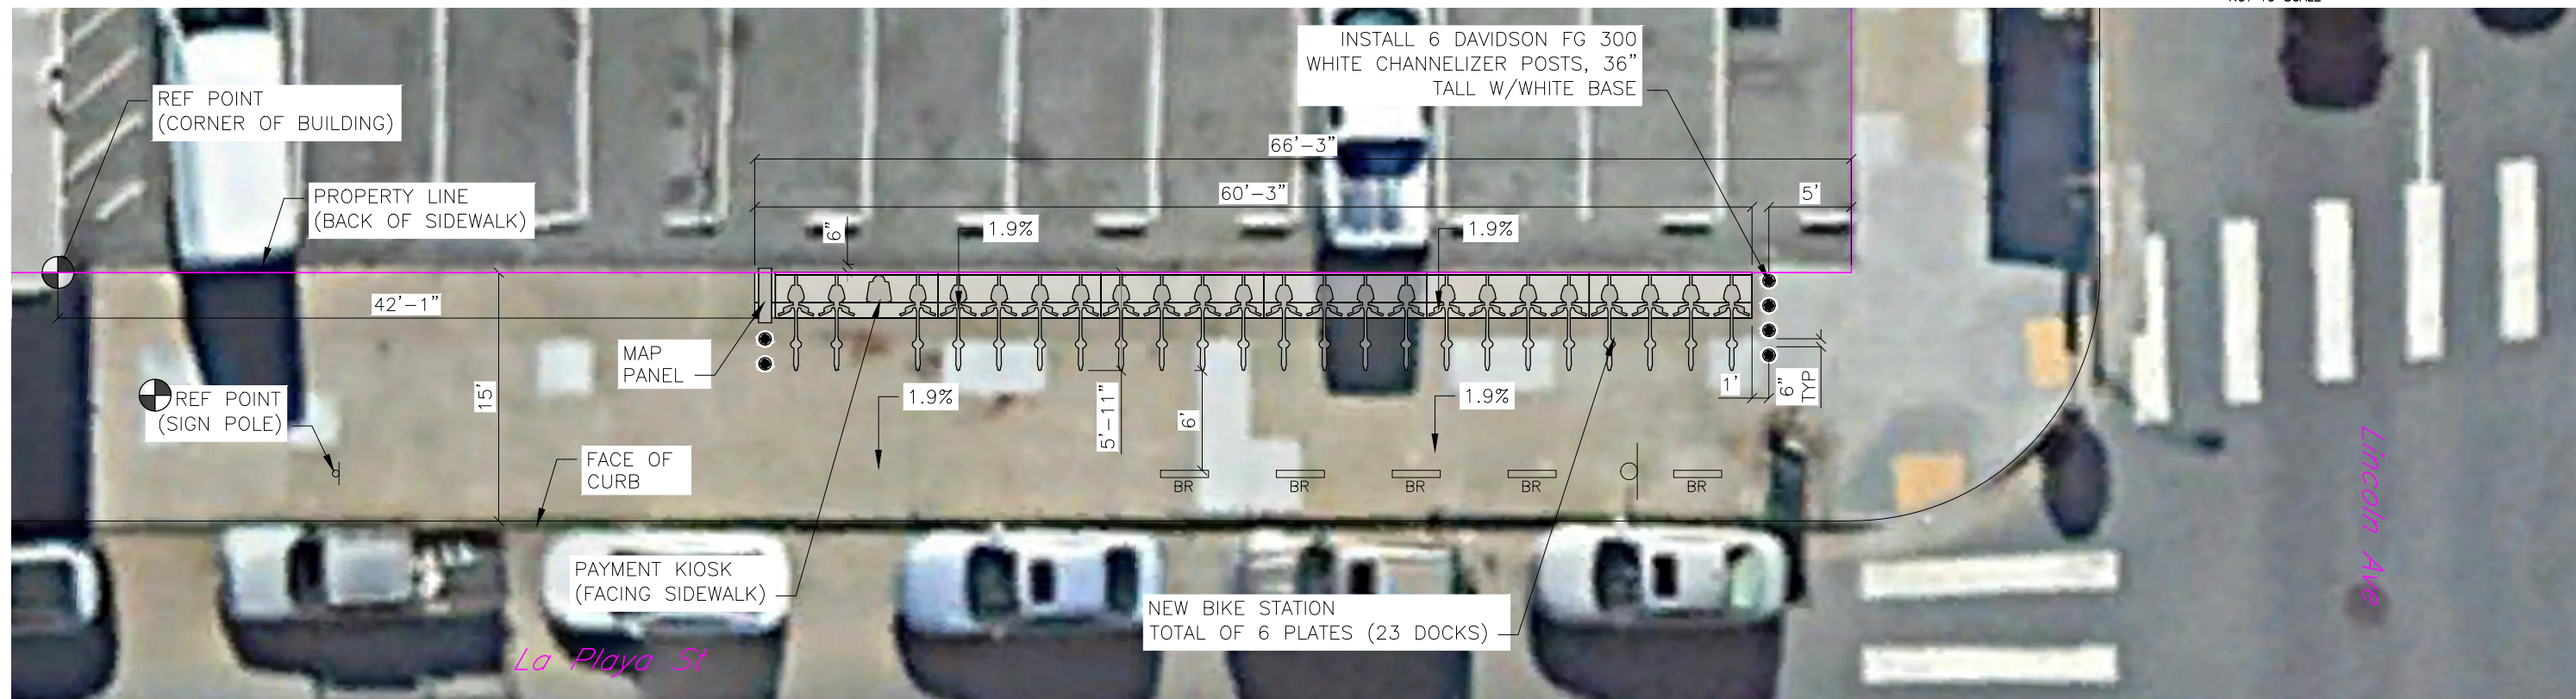 INSTALL 6 DAVIDSON FG 300
WHITE CHANNELIZER POSTS, 36"
TALL W/WHITE BASE
REF POINT
(CORNER OF BUILDING)
66'-3"
PROPERTY LINE
(BACK OF SIDEWALK)
60'-3"
5'
6"
1.9%
1.9%
42'-1"
MAP
PANEL
15'
REF POINT
(SIGN POLE)
1.9%
5'-11"
6'
1.9%
1'
6"
TYP
FACE OF
CURB
BR
BR
BR
BR
BR
PAYMENT KIOSK
(FACING SIDEWALK)
NEW BIKE STATION
TOTAL OF 6 PLATES (23 DOCKS)
La Playa St
Lincoln Ave